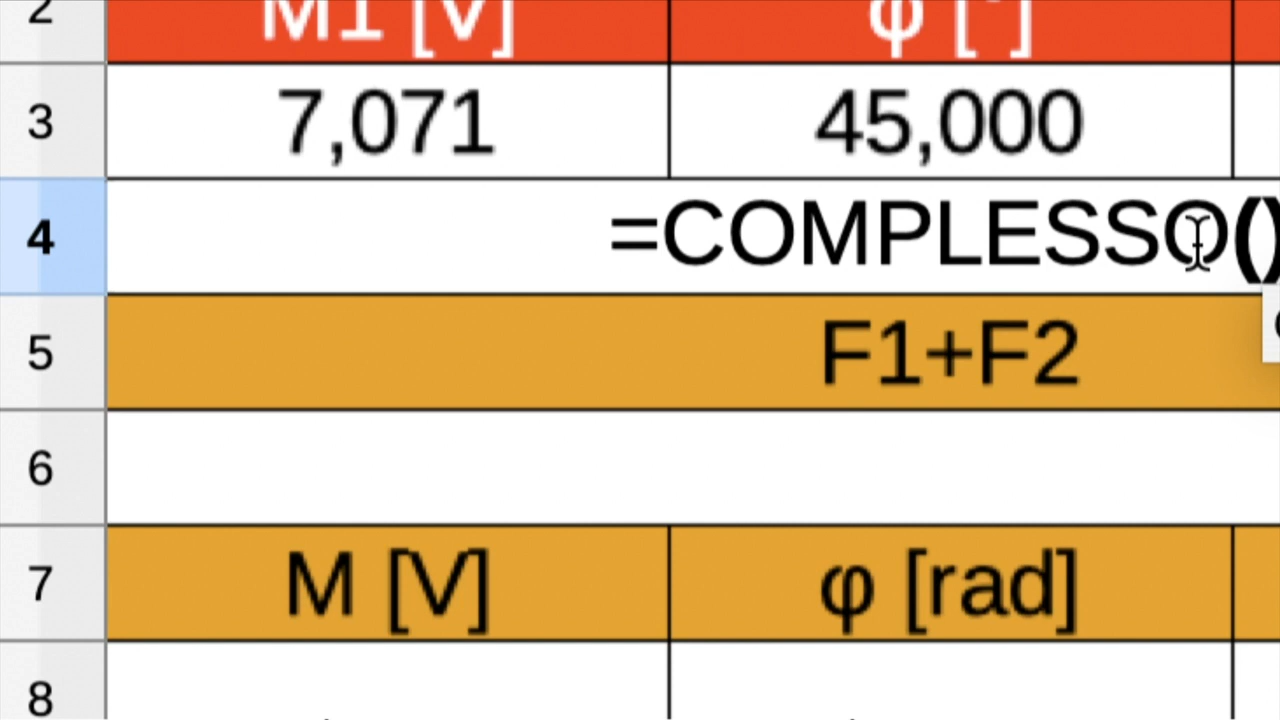 2 M1 [V] φ [°]
3 7,071 45,000
4 =COMPLESSO()
5 F1+F2
6
7 M [V] φ [rad]
8